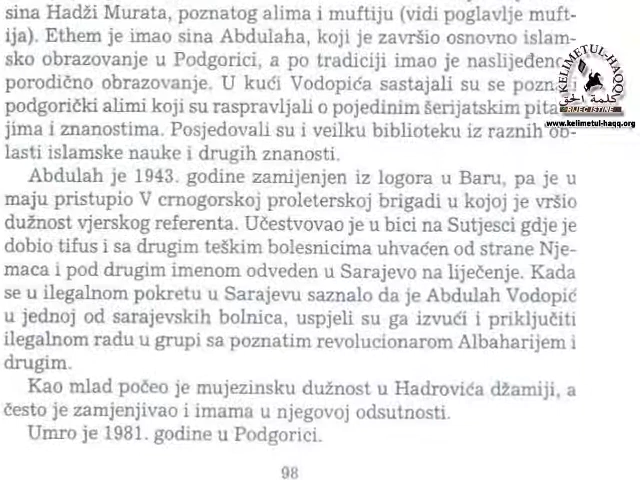 sina Hadži Murata, poznatog alima i muftiju (vidi poglavlje muft-
ija). Ethem je imao sina Abdulaha, koji je završio osnovno islam-
sko obrazovanje u Podgorici, a po tradiciji imao je naslijeđeno
porodično obrazovanje. U kući Vodopića sastajali su se
podgorički alimi koji su raspravljali o pojedinim šerijatskim
jima i znanostima. Posjedovali su i veilku biblioteku iz raznih ob-
lasti islamske nauke i drugih znanosti.
Abdulah je 1943. godine zamijenjen iz logora u Baru, pa je u
maju pristupio V crnogorskoj proleterskoj brigadi u kojoj je vršio
dužnost vjerskog referenta. Učestvovao je u bici na Sutjesci gdje je
dobio tifus i sa drugim teškim bolesnicima uhvaćen od strane Nje-
maca i pod drugim imenom odveden u Sarajevo na liječenje. Kada
se u ilegalnom pokretu u Sarajevu saznalo da je Abdulah Vodopić
u jednoj od sarajevskih bolnica, uspjeli su ga izvući i priključiti
ilegalnom radu u grupi sa poznatim revolucionarom Albaharijem i
drugim.
Kao mlad počeo je mujezinsku dužnost u Hadrovića džamiji, a
često je zamjenjivao i imama u njegovoj odsutnosti.
Umro je 1981. godine u Podgorici.
98
KELIMETUL-HAQQ
كلمة الحق
RIJEC ISTINE
www.kelimetul-haqq.org